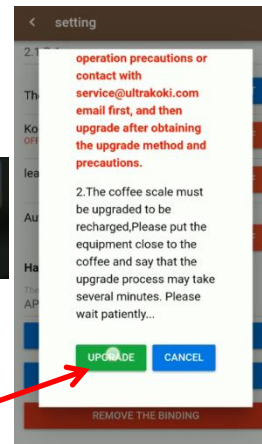 setting
2.1
operation precautions or
Th
contact with
service@ultrakoki.com
email first, and then
Ko
upgrade after obtaining
OFF
the upgrade method and
precautions.
lea
2.The coffee scale must
be upgraded to be
Au
recharged,Please put the
equipment close to the
coffee and say that the
Ha
upgrade process may take
The
several minutes. Please
AP
wait patiently...
UPGRADE CANCEL
REMOVE THE BINDING